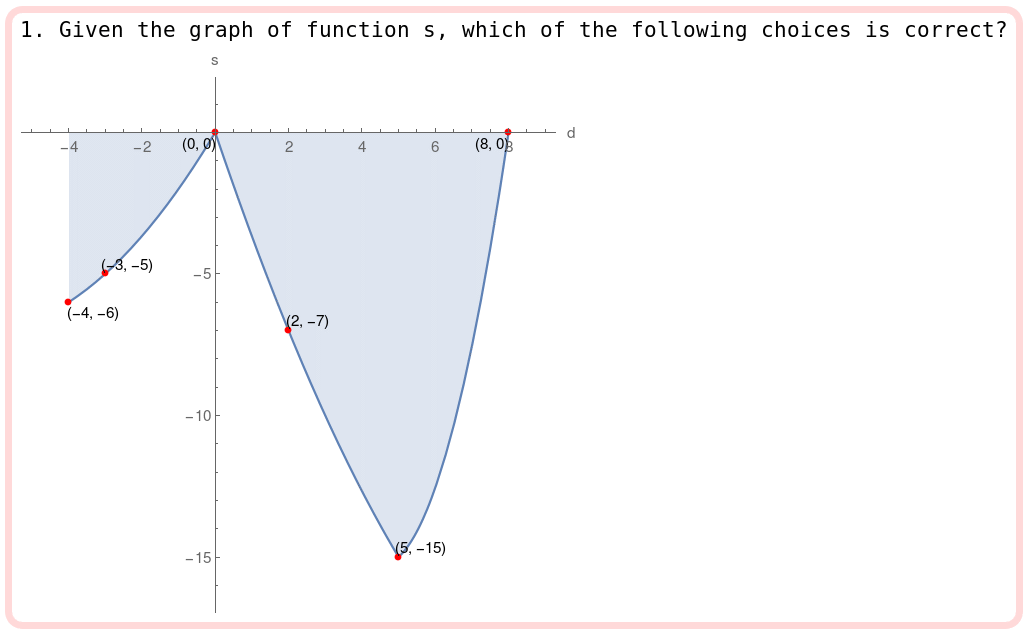 1. Given the graph of function s, which of the following choices is correct?
s
d
−4 −2 (0, 0) 2 4 6 (8, 0) 8
(−3, −5)
−5
(−4, −6)
(2, −7)
−10
(5, −15)
−15